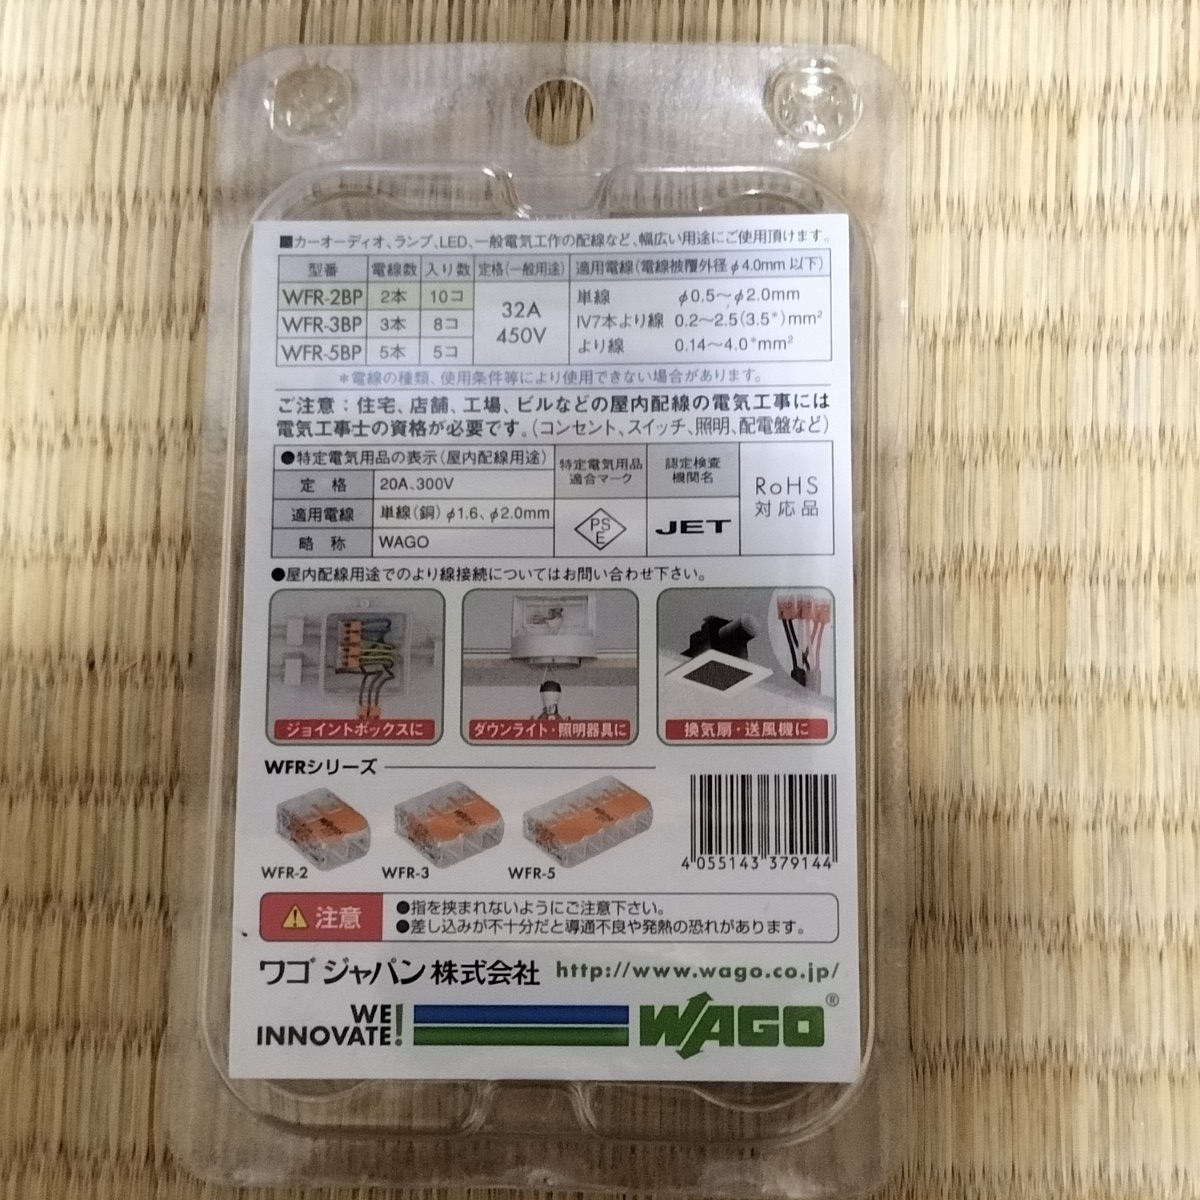 ■カーオーディオ、ランプ、LED、一般電気工作の配線など、幅広い用途にご使用頂けます。
型番 電線数 入り数 定格(一般用途) 適用電線(電線被覆外径φ4.0mm以下)
WFR-2BP 2本 10コ 32A 450V 単線 φ0.5〜φ2.0mm
WFR-3BP 3本 8コ IV7本より線 0.2〜2.5(3.5*)mm²
WFR-5BP 5本 5コ より線 0.14〜4.0*mm²
*電線の種類、使用条件等により使用できない場合があります。
ご注意：住宅、店舗、工場、ビルなどの屋内配線の電気工事には
電気工事士の資格が必要です。(コンセント、スイッチ、照明、配電盤など)
●特定電気用品の表示(屋内配線用途) 特定電気用品適合マーク 認定検査機関名 RoHS対応品
定格 20A、300V
適用電線 単線(銅)φ1.6、φ2.0mm PSE JET
略称 WAGO
●屋内配線用途でのより線接続についてはお問い合わせ下さい。
ジョイントボックスに ダウンライト・照明器具に 換気扇・送風機に
WFRシリーズ
WAGO WAGO WAGO
WFR-2 WFR-3 WFR-5
4 055143 379144
注意
●指を挟まれないようにご注意下さい。
●差し込みが不十分だと導通不良や発熱の恐れがあります。
ワゴ ジャパン 株式会社 http://www.wago.co.jp/
WE INNOVATE! WAGO®